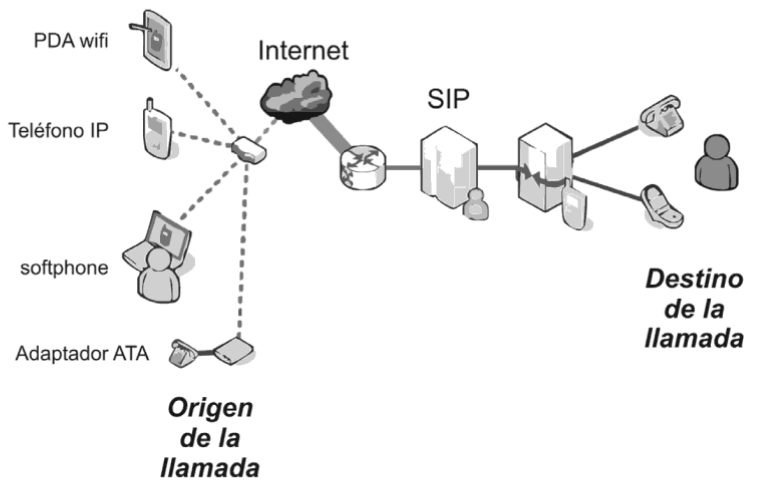 PDA wifi
Internet
SIP
Teléfono IP
softphone
Adaptador ATA
Destino
de la
llamada
Origen
de la
llamada